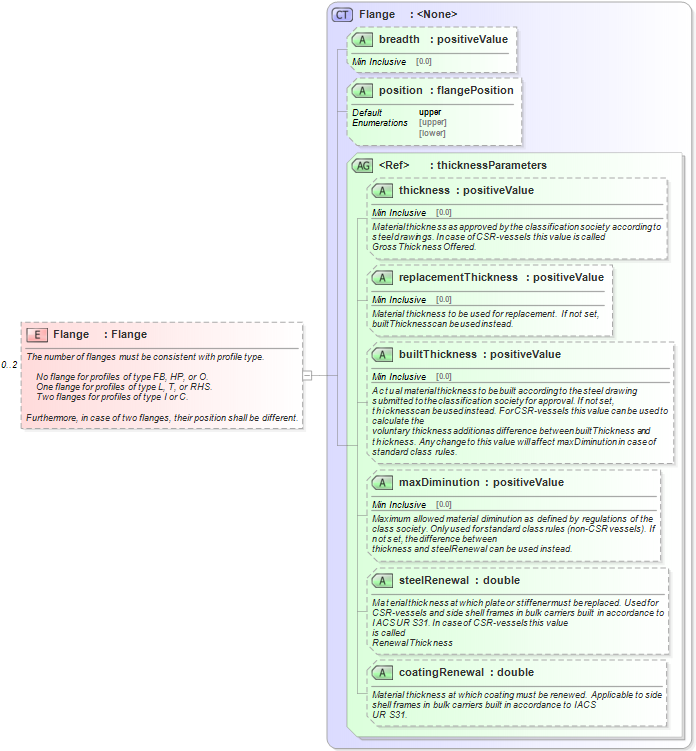 CT Flange : <None>
A breadth : positiveValue
Min Inclusive [0.0]
A position : flangePosition
Default upper
Enumerations [upper]
[lower]
AG <Ref> : thicknessParameters
A thickness : positiveValue
Min Inclusive [0.0]
Material thickness as approved by the classification society according to
steel drawings. In case of CSR-vessels this value is called
Gross Thickness Offered.
A replacementThickness : positiveValue
Min Inclusive [0.0]
Material thickness to be used for replacement. If not set,
builtThickness can be used instead.
0..2
E Flange : Flange
The number of flanges must be consistent with profile type.
No flange for profiles of type FB, HP, or O.
One flange for profiles of type L, T, or RHS.
Two flanges for profiles of type I or C.
Furthermore, in case of two flanges, their position shall be different.
A builtThickness : positiveValue
Min Inclusive [0.0]
Actual material thickness to be built according to the steel drawing
submitted to the classification society for approval. If not set,
thickness can be used instead. For CSR-vessels this value can be used to
calculate the
voluntary thickness addition as difference between builtThickness and
thickness. Any change to this value will affect maxDiminution in case of
standard class rules.
A maxDiminution : positiveValue
Min Inclusive [0.0]
Maximum allowed material diminution as defined by regulations of the
class society. Only used for standard class rules (non-CSR vessels). If
not set, the difference between
thickness and steelRenewal can be used instead.
A steelRenewal : double
Material thickness at which plate or stiffener must be replaced. Used for
CSR-vessels and side shell frames in bulk carriers built in accordance to
IACS UR S31. In case of CSR-vessels this value
is called
Renewal Thickness
A coatingRenewal : double
Material thickness at which coating must be renewed. Applicable to side
shell frames in bulk carriers built in accordance to IACS
UR S31.